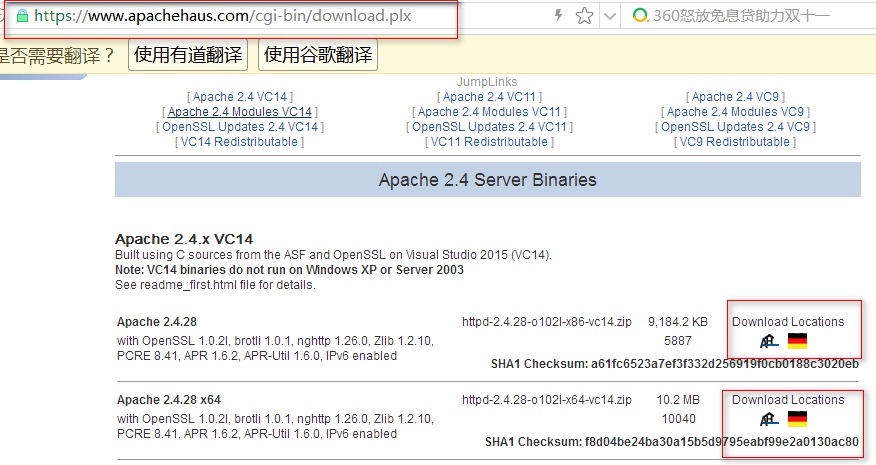 https://www.apachehaus.com/cgi-bin/download.plx
360怒放免息贷助力双十一
是否需要翻译？ 使用有道翻译 使用谷歌翻译
JumpLinks
[ Apache 2.4 VC14 ] [ Apache 2.4 VC11 ] [ Apache 2.4 VC9 ]
[ Apache 2.4 Modules VC14 ] [ Apache 2.4 Modules VC11 ] [ Apache 2.4 Modules VC9 ]
[ OpenSSL Updates 2.4 VC14 ] [ OpenSSL Updates 2.4 VC11 ] [ OpenSSL Updates 2.4 VC9 ]
[ VC14 Redistributable ] [ VC11 Redistributable ] [ VC9 Redistributable ]
Apache 2.4 Server Binaries
Apache 2.4.x VC14
Built using C sources from the ASF and OpenSSL on Visual Studio 2015 (VC14).
Note: VC14 binaries do not run on Windows XP or Server 2003
See readme_first.html file for details.
Apache 2.4.28 httpd-2.4.28-o102l-x86-vc14.zip 9,184.2 KB Download Locations
with OpenSSL 1.0.2l, brotli 1.0.1, nghttp 1.26.0, Zlib 1.2.10, 5887
PCRE 8.41, APR 1.6.2, APR-Util 1.6.0, IPv6 enabled
SHA1 Checksum: a61fc6523a7ef3f332d256919f0cb0188c3020eb
Apache 2.4.28 x64 httpd-2.4.28-o102l-x64-vc14.zip 10.2 MB Download Locations
with OpenSSL 1.0.2l, brotli 1.0.1, nghttp 1.26.0, Zlib 1.2.10, 10040
PCRE 8.41, APR 1.6.2, APR-Util 1.6.0, IPv6 enabled
SHA1 Checksum: f8d04be24ba30a15b5d9795eabf99e2a0130ac80